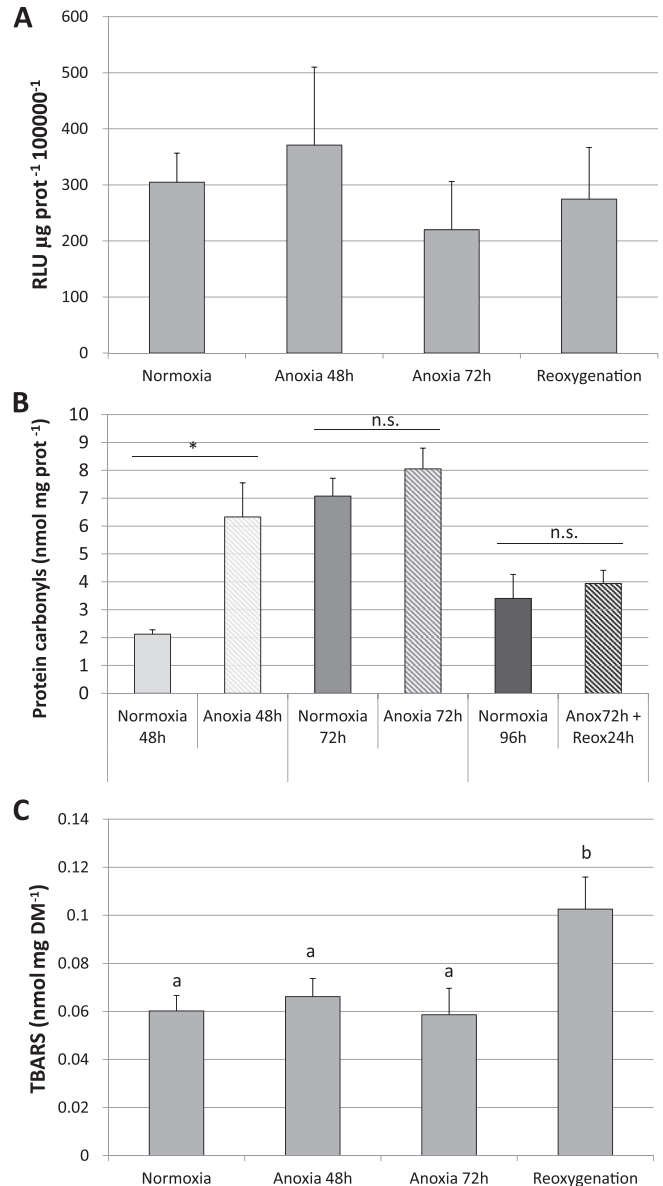 A
RLU µg prot ⁻¹ 100000⁻¹
600
500
400
300
200
100
0
Normoxia Anoxia 48h Anoxia 72h Reoxygenation
B
Protein carbonyls (nmol mg prot ⁻¹)
10
9
8
7
6
5
4
3
2
1
0
*
n.s.
n.s.
Normoxia Anoxia 48h Normoxia Anoxia 72h Normoxia Anox72h +
48h 72h 96h Reox24h
C
TBARS (nmol mg DM⁻¹)
0.14
0.12
0.1
0.08
0.06
0.04
0.02
0
a a a b
Normoxia Anoxia 48h Anoxia 72h Reoxygenation